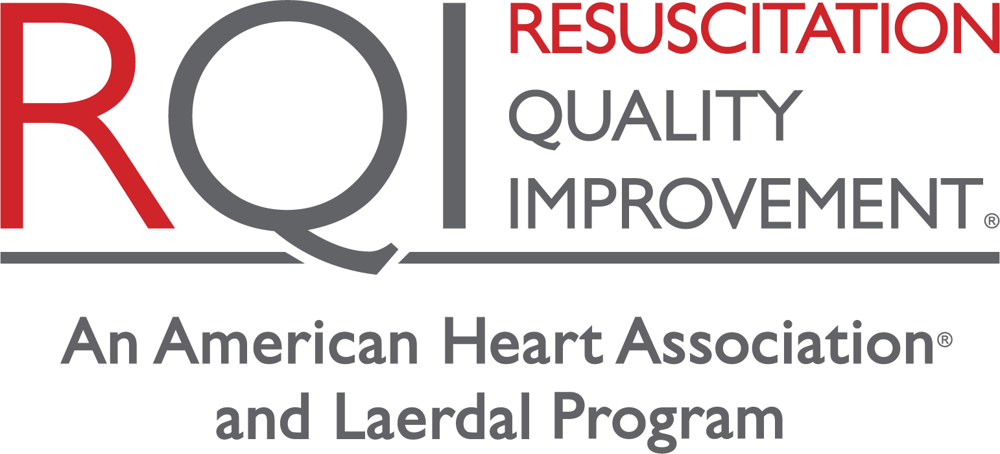 RQI
RESUSCITATION
QUALITY
IMPROVEMENT®
An American Heart Association®
and Laerdal Program